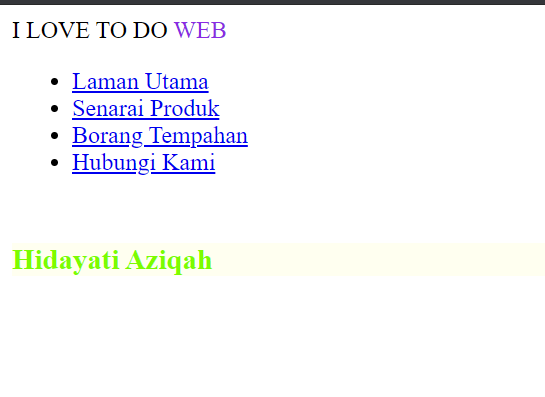 I LOVE TO DO WEB
Laman Utama
Senarai Produk
Borang Tempahan
Hubungi Kami
Hidayati Aziqah